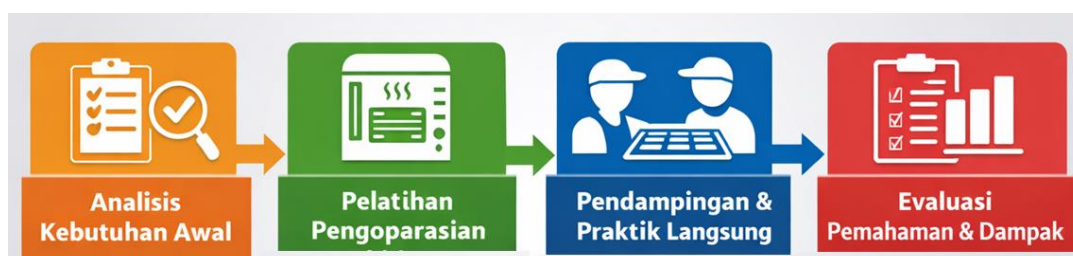 Analisis
Kebutuhan Awal
Pelatihan
Pengoparasian
Pendampingan &
Praktik Langsung
Evaluasi
Pemahaman & Dampak